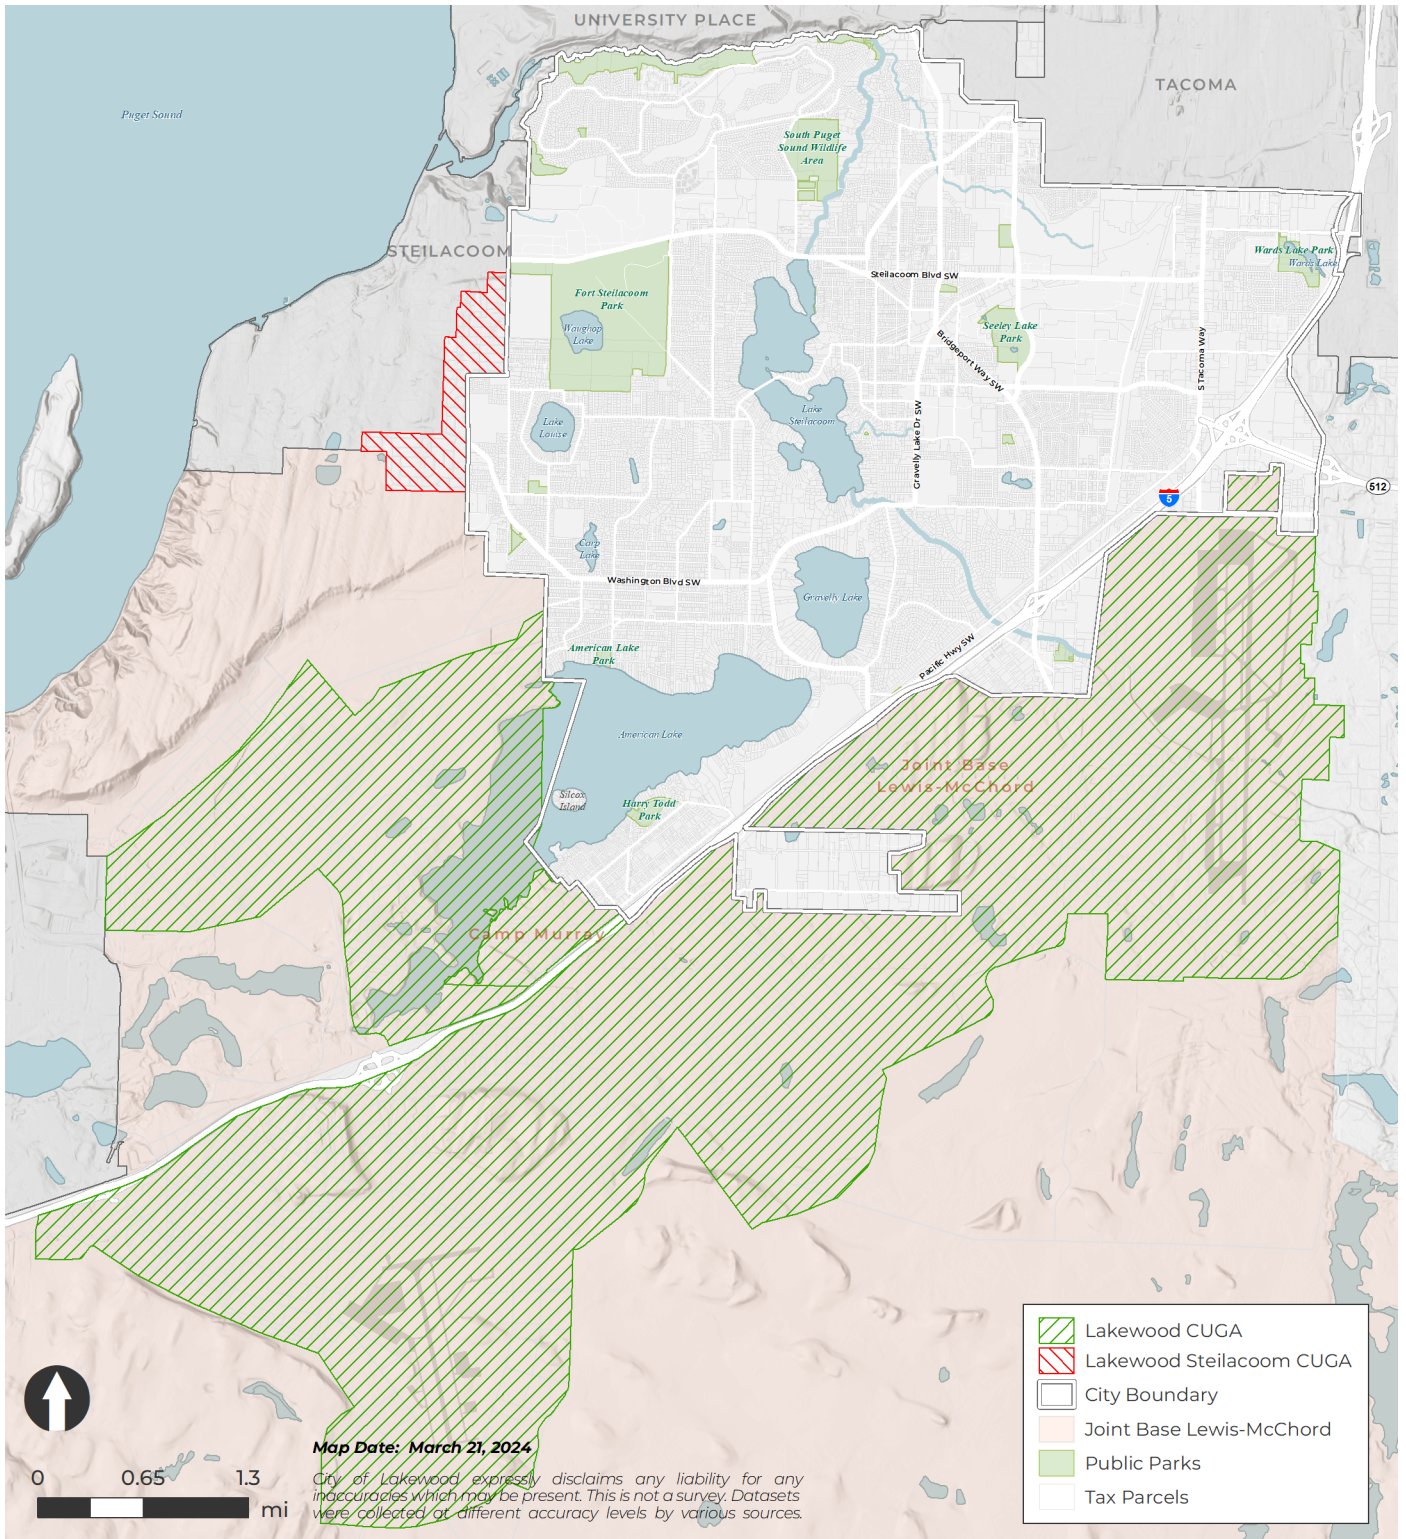 UNIVERSITY PLACE
TACOMA
Puget Sound
South Puget
Sound Wildlife
Area
STEILACOOM
Wards Lake Park
Wards Lake
Steilacoom Blvd SW
Fort Steilacoom
Park
Waughop
Lake
Seeley Lake
Park
Bridgeport Way SW
S Tacoma Way
Lake
Steilacoom
Lake
Louise
Gravelly Lake Dr SW
512
5
Carp
Lake
Washington Blvd SW
Gravelly Lake
American Lake
Park
Pacific Hwy SW
American Lake
Joint Base
Lewis-McChord
Silcox
Island
Harry Todd
Park
Camp Murray
Lakewood CUGA
Lakewood Steilacoom CUGA
City Boundary
Joint Base Lewis-McChord
Public Parks
Tax Parcels
Map Date: March 21, 2024
City of Lakewood expressly disclaims any liability for any
inaccuracies which may be present. This is not a survey. Datasets
were collected at different accuracy levels by various sources.
0 0.65 1.3
mi